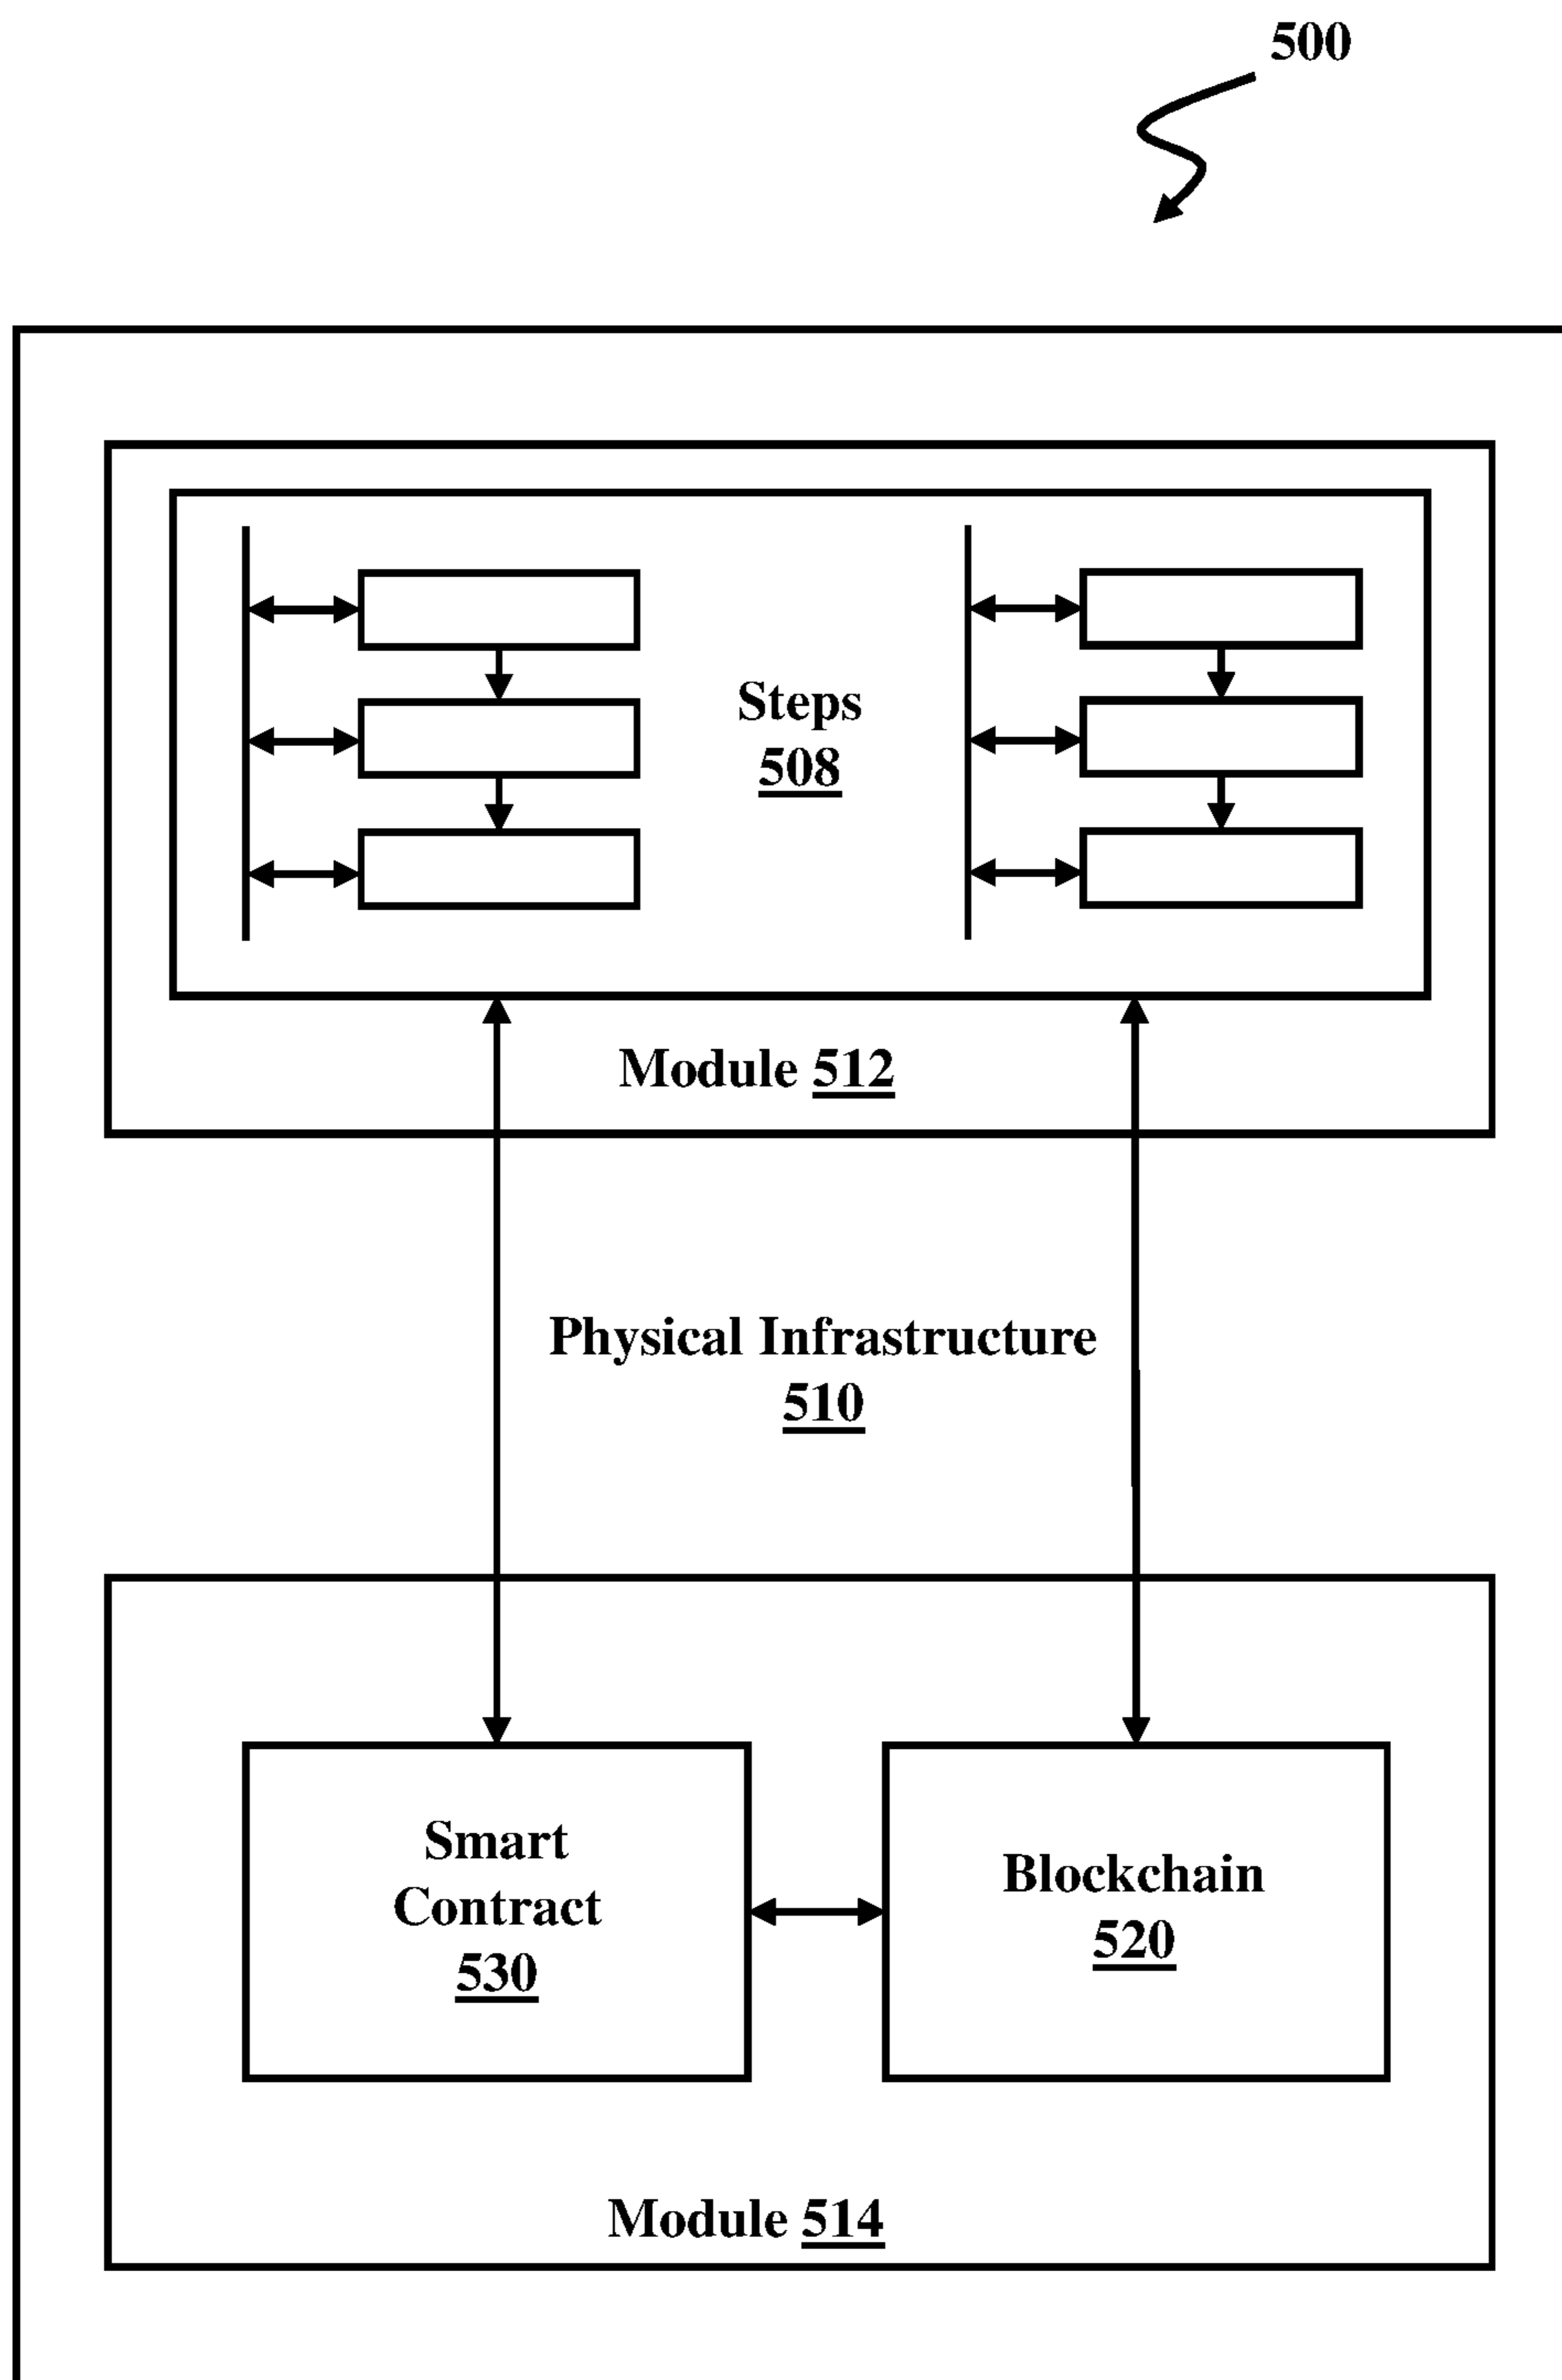 500
Steps
508
Module 512
Physical Infrastructure
510
Smart
Contract
530
Blockchain
520
Module 514